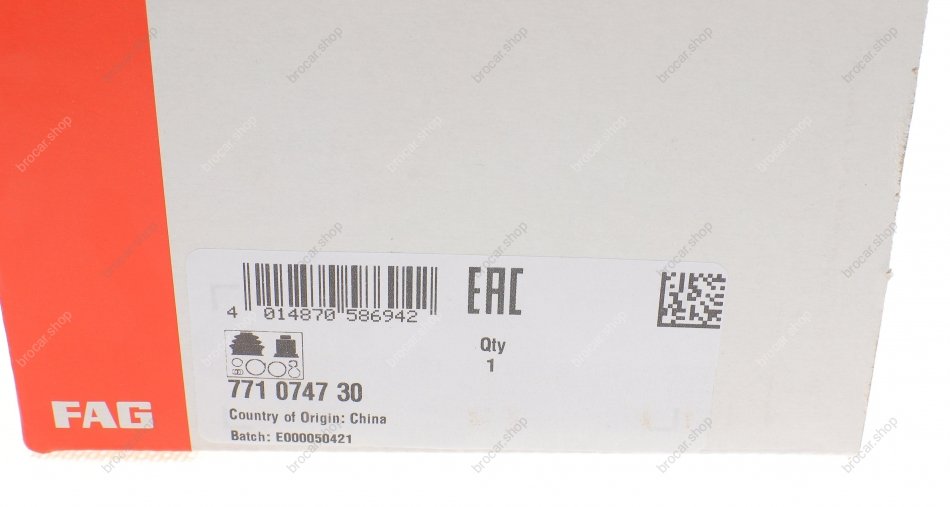 4 014870 586942
EAC
Qty
1
771 0747 30
Country of Origin: China
Batch: E000050421
FAG
brocar.shop